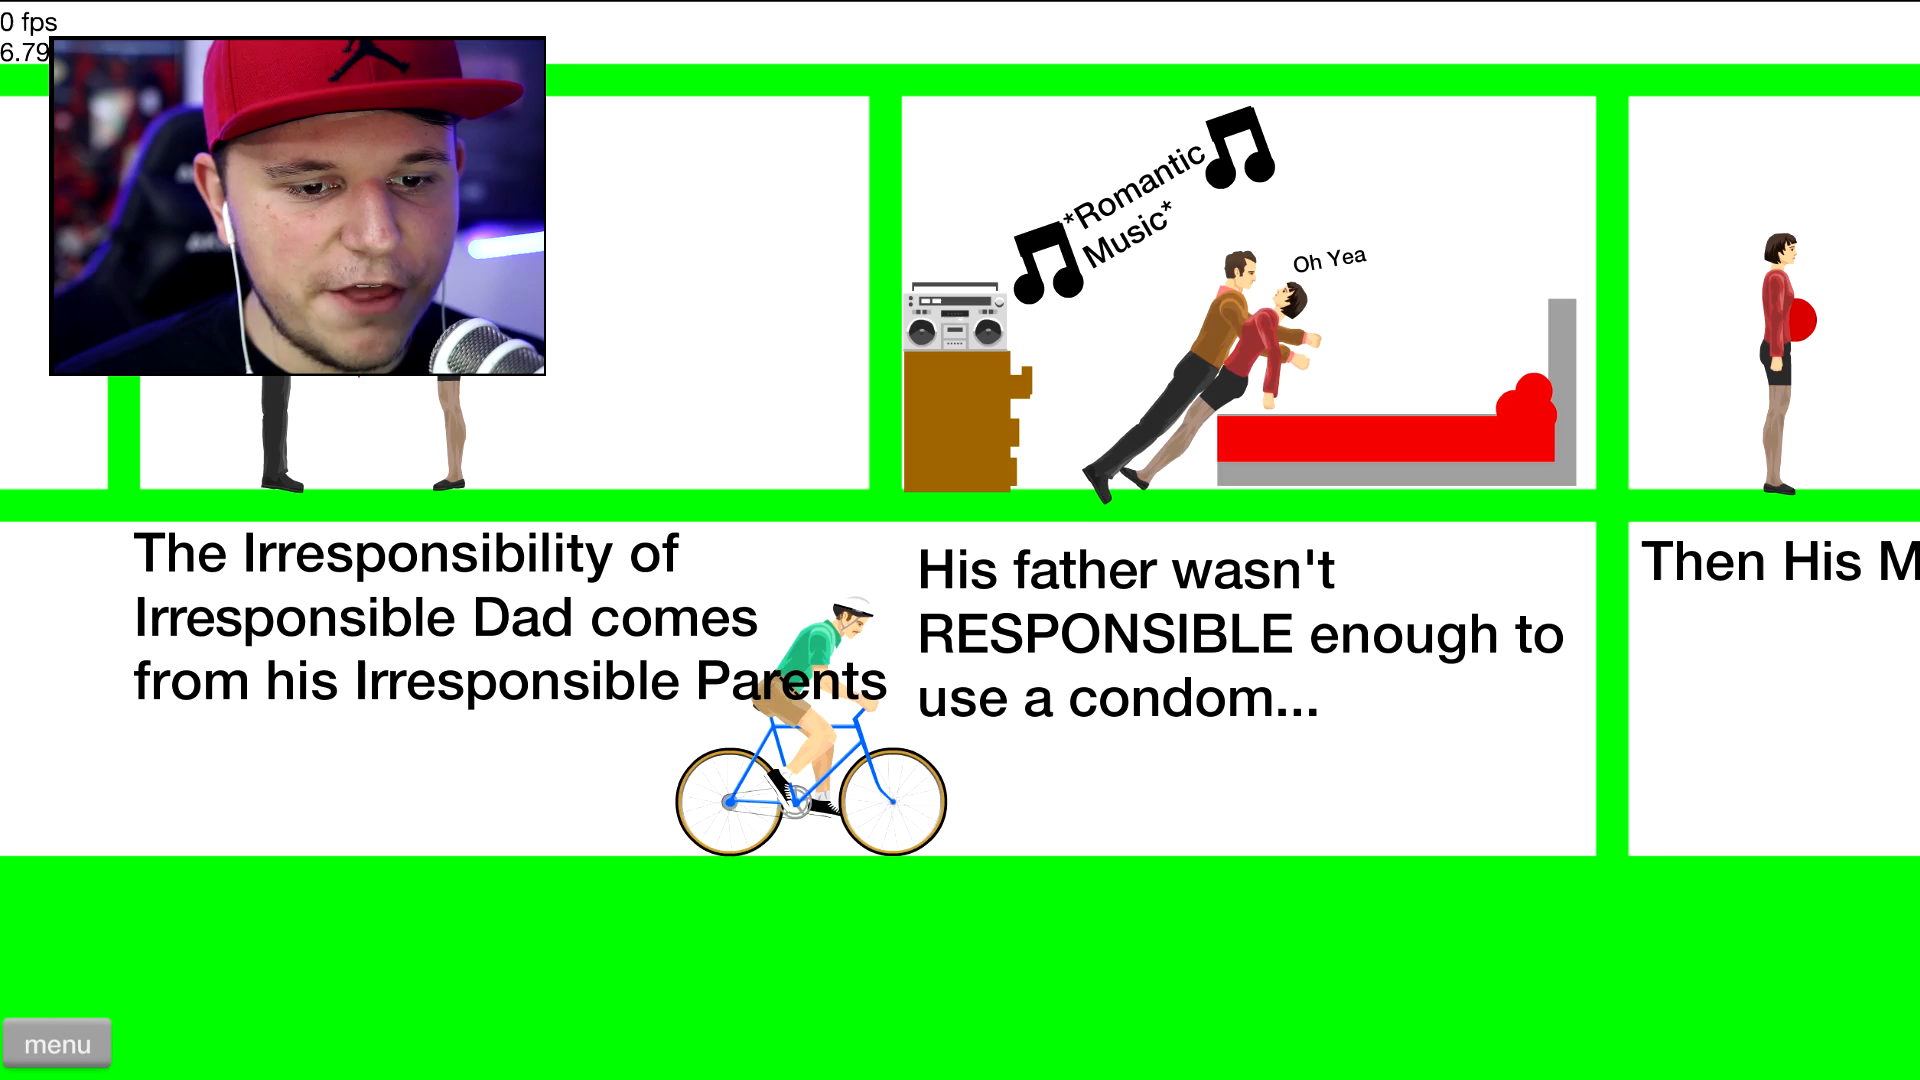 0 fps
6.79
*Romantic
Music*
Oh Yea
The Irresponsibility of
Irresponsible Dad comes
from his Irresponsible Parents
His father wasn't
RESPONSIBLE enough to
use a condom...
Then His M
menu